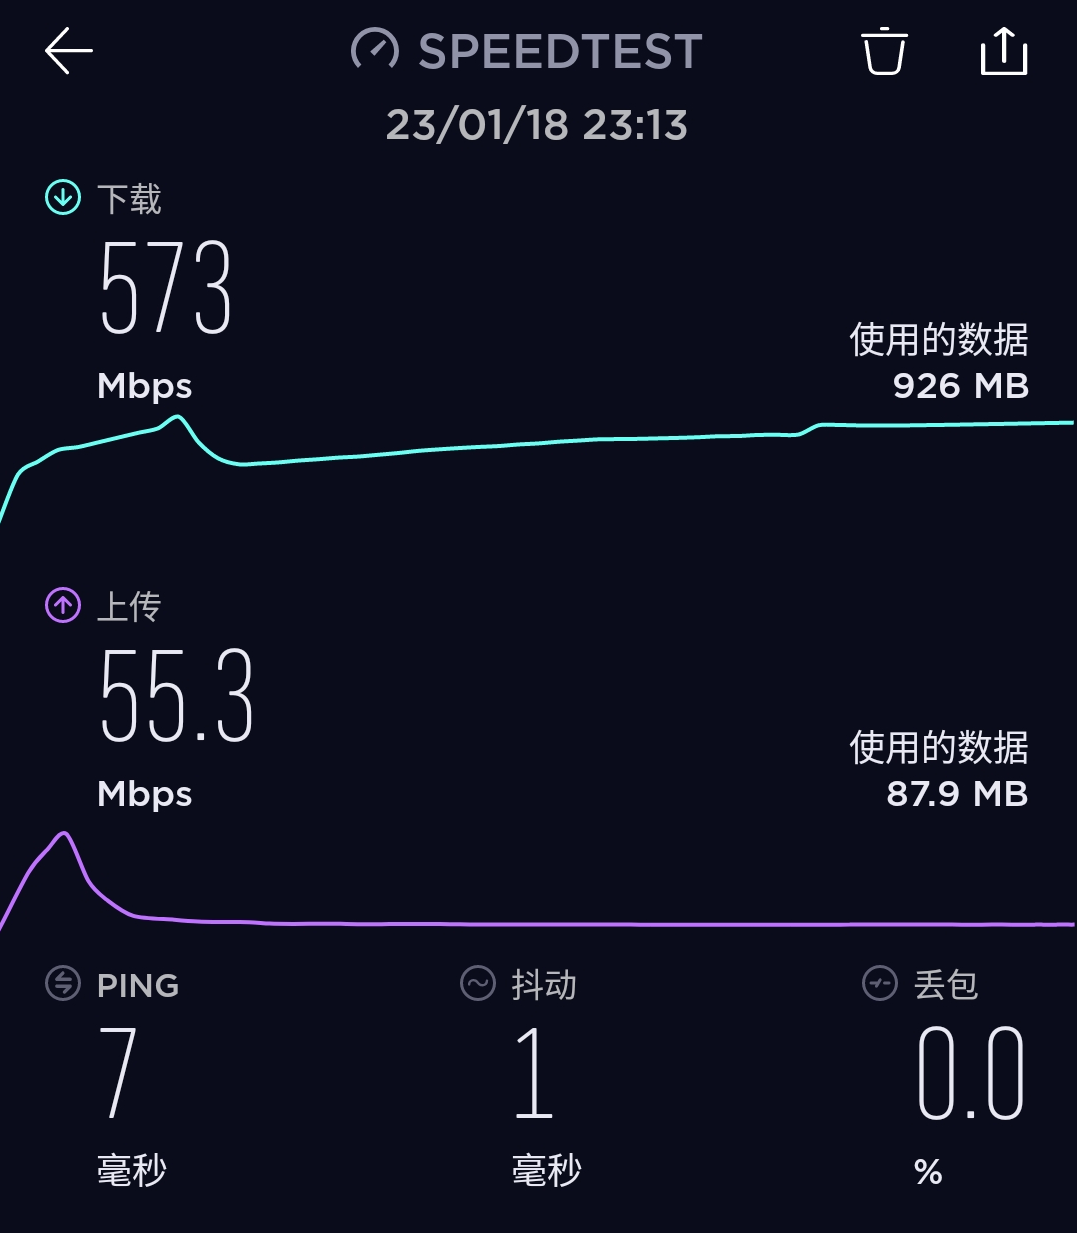 SPEEDTEST
23/01/18 23:13
下载
573
Mbps
使用的数据
926 MB
上传
55.3
Mbps
使用的数据
87.9 MB
PING
7
毫秒
抖动
1
毫秒
丢包
0.0
%